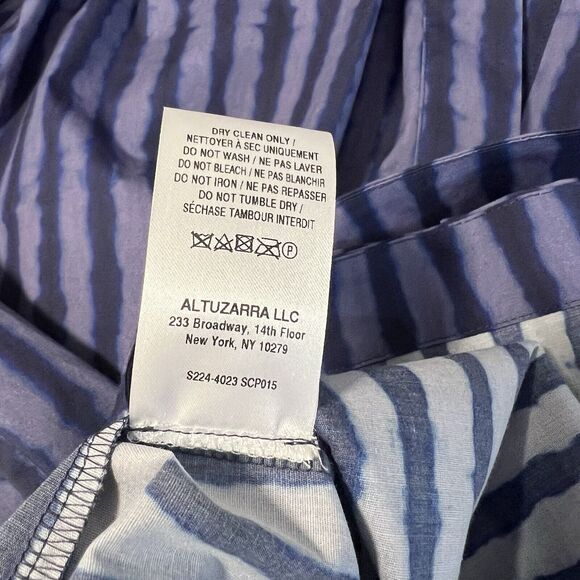 DRY CLEAN ONLY /
NETTOYER À SEC UNIQUEMENT
DO NOT WASH / NE PAS LAVER
DO NOT BLEACH / NE PAS BLANCHIR
DO NOT IRON / NE PAS REPASSER
DO NOT TUMBLE DRY /
SÉCHASE TAMBOUR INTERDIT
P
ALTUZARRA LLC
233 Broadway, 14th Floor
New York, NY 10279
S224-4023 SCP015